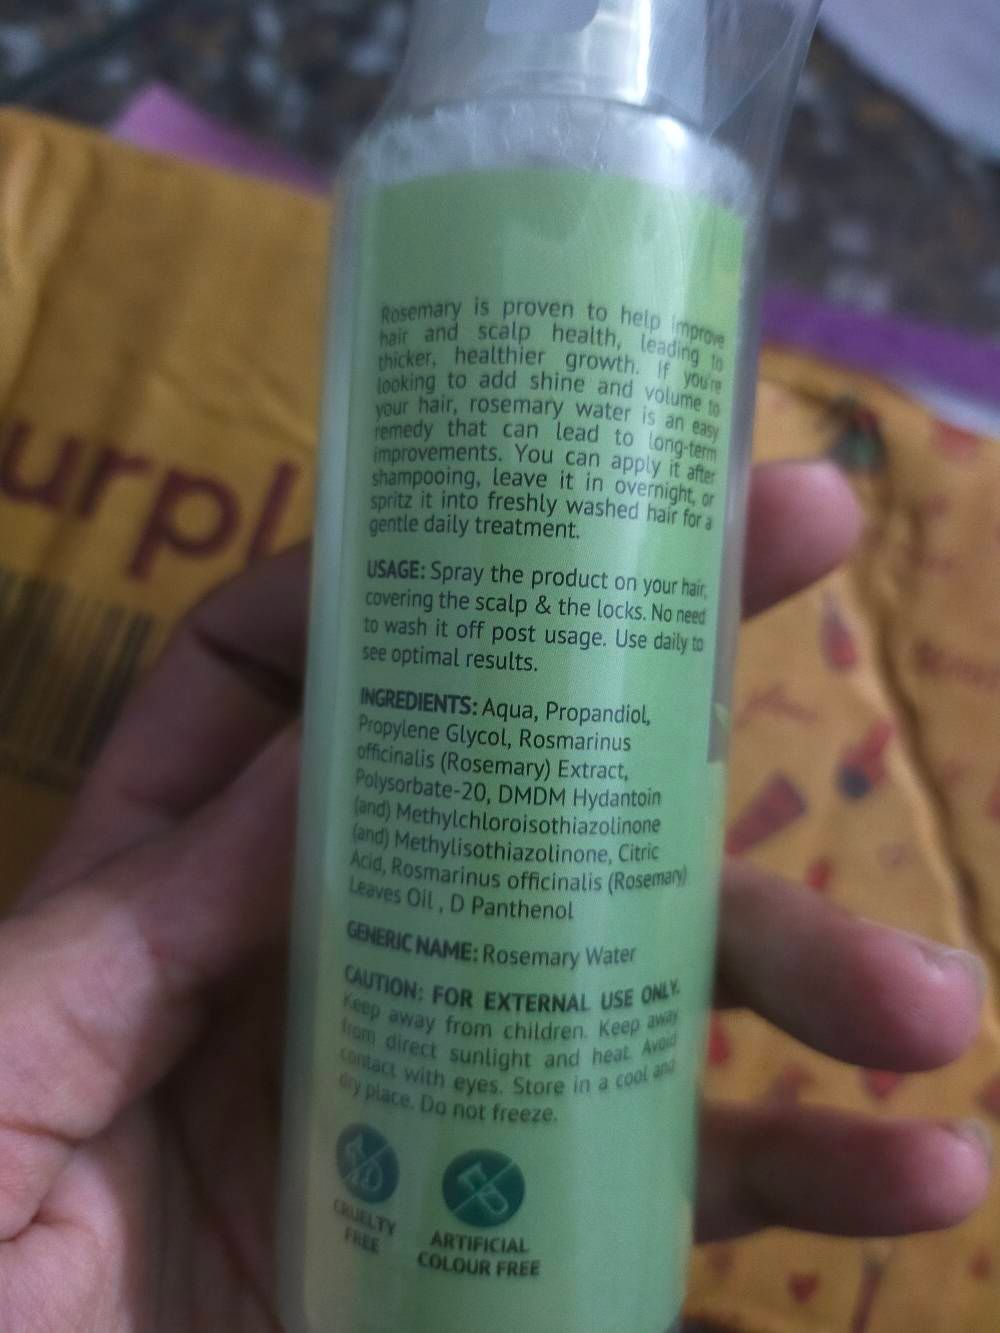 Rosemary is proven to help improve
hair and scalp health, leading to
thicker, healthier growth. If you're
looking to add shine and volume to
your hair, rosemary water is an easy
remedy that can lead to long-term
improvements. You can apply it after
shampooing, leave it in overnight, or
spritz it into freshly washed hair for a
gentle daily treatment.
USAGE: Spray the product on your hair,
covering the scalp & the locks. No need
to wash it off post usage. Use daily to
see optimal results.
INGREDIENTS: Aqua, Propandiol,
Propylene Glycol, Rosmarinus
officinalis (Rosemary) Extract,
Polysorbate-20, DMDM Hydantoin
(and) Methylchloroisothiazolinone
(and) Methylisothiazolinone, Citric
Acid, Rosmarinus officinalis (Rosemary)
Leaves Oil , D Panthenol
GENERIC NAME: Rosemary Water
CAUTION: FOR EXTERNAL USE ONLY.
Keep away from children. Keep away
from direct sunlight and heat. Avoid
contact with eyes. Store in a cool and
dry place. Do not freeze.
CRUELTY
FREE
ARTIFICIAL
COLOUR FREE
urpl